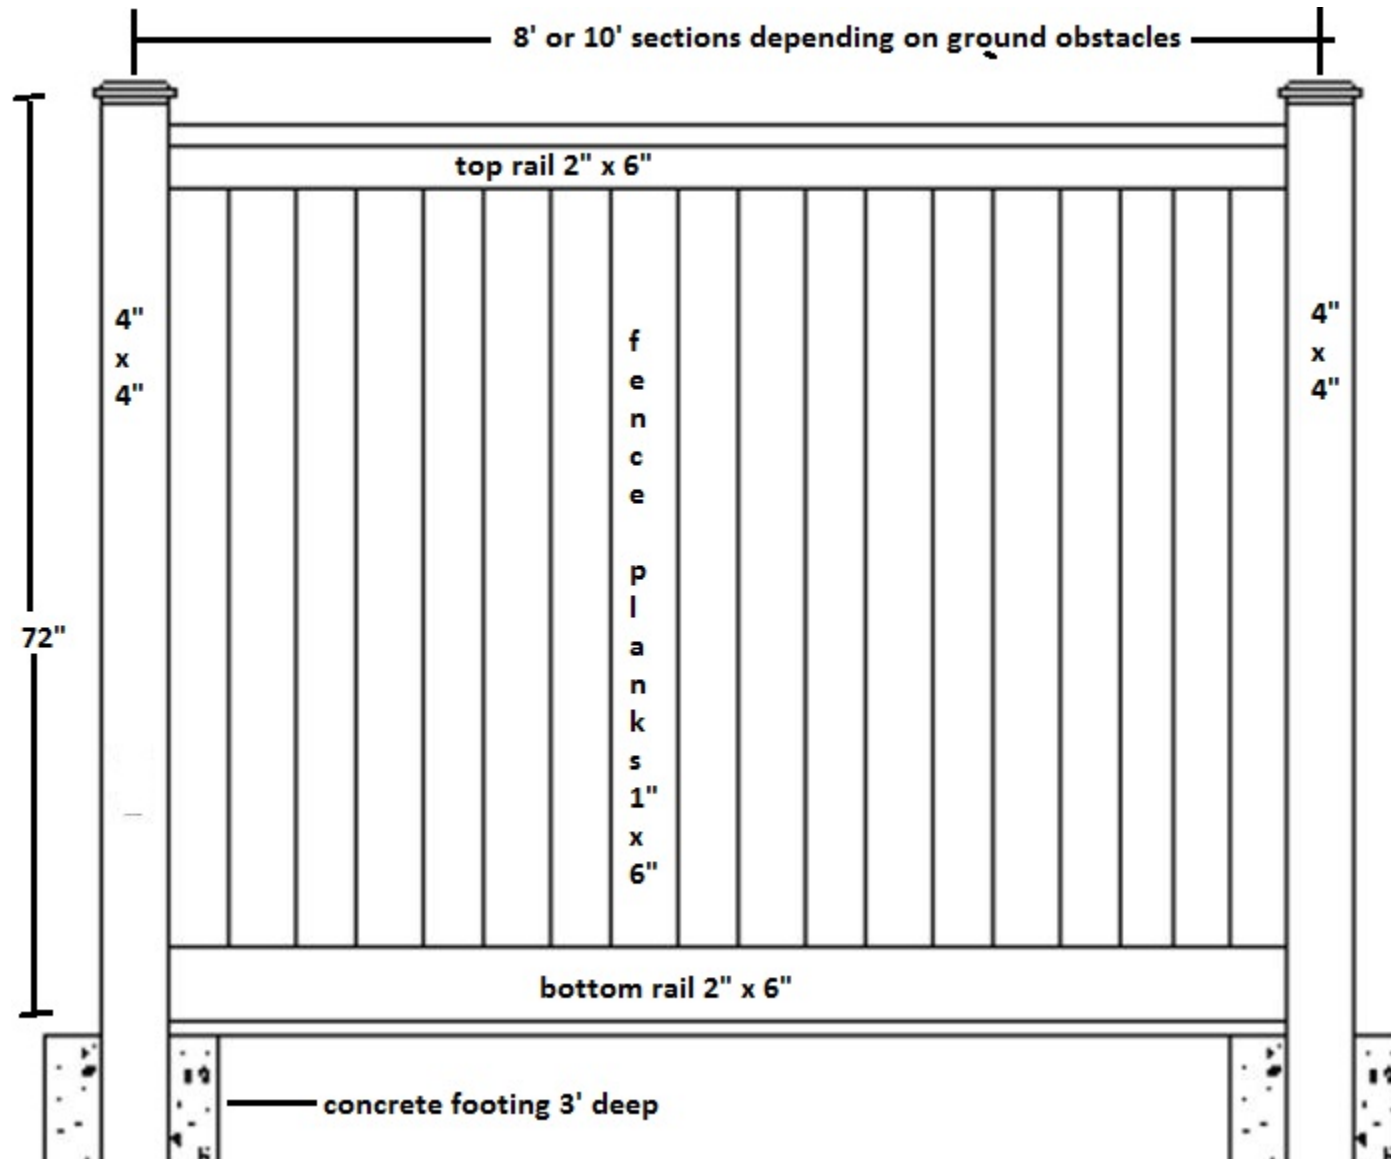 8' or 10' sections depending on ground obstacles
top rail 2" x 6"
4"
x
4"
f
e
n
c
e
p
l
a
n
k
s
1"
x
6"
4"
x
4"
72"
bottom rail 2" x 6"
concrete footing 3' deep